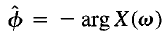 φ̂ = − arg X(ω)